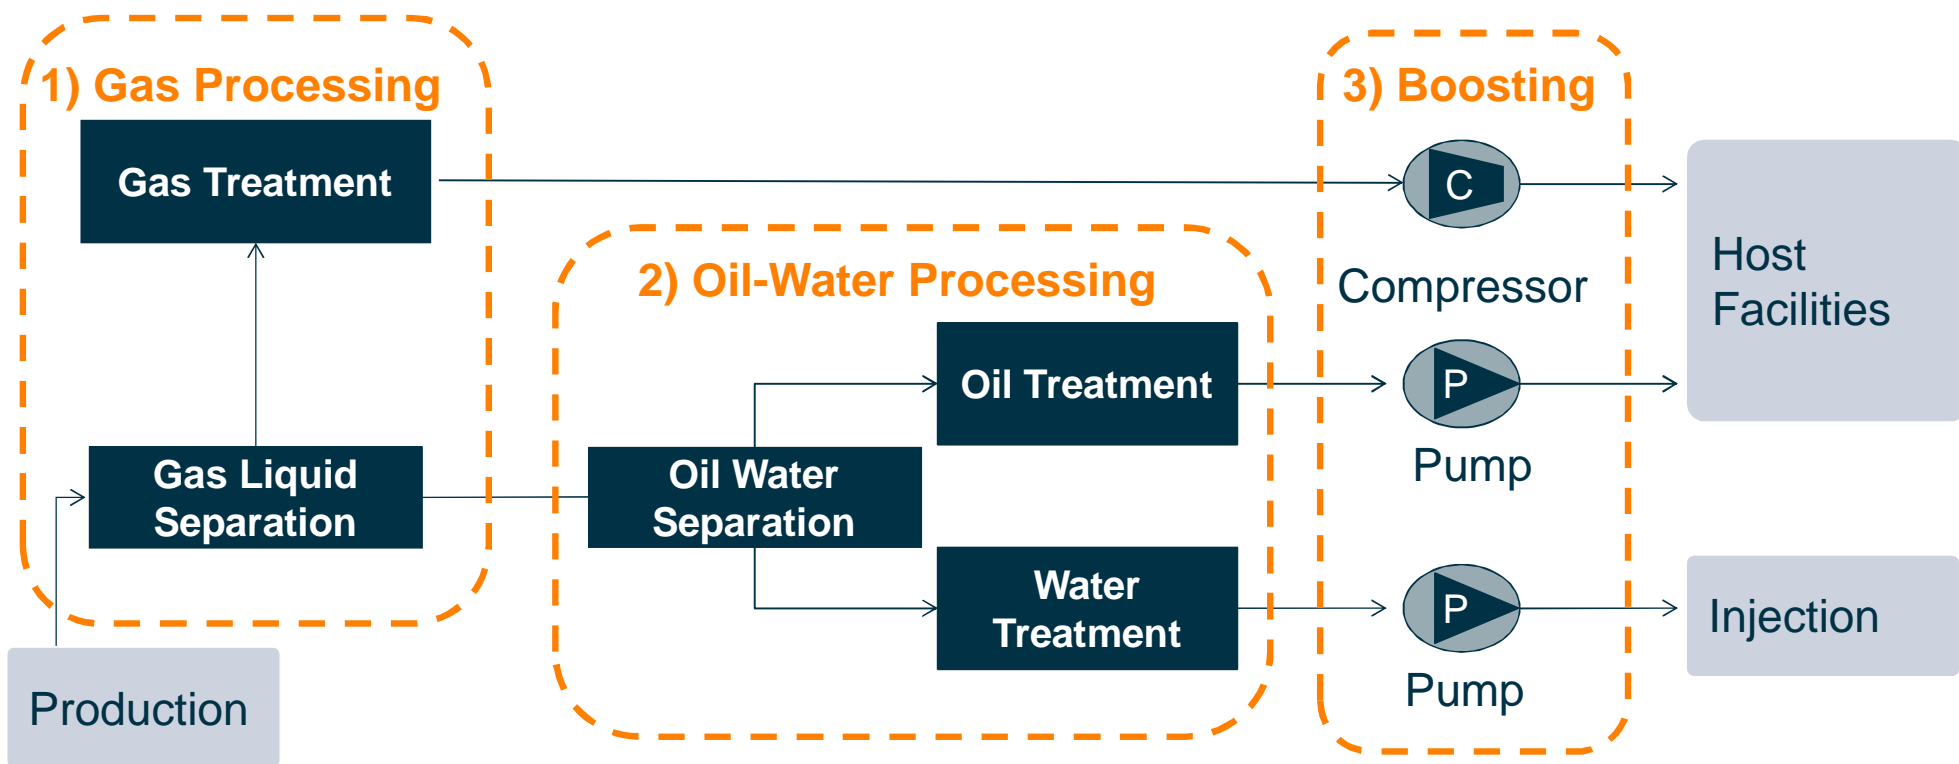 1) Gas Processing
Gas Treatment
Gas Liquid
Separation
Production
2) Oil-Water Processing
Oil Water
Separation
Oil Treatment
Water
Treatment
3) Boosting
C
Compressor
P
Pump
P
Pump
Host
Facilities
Injection